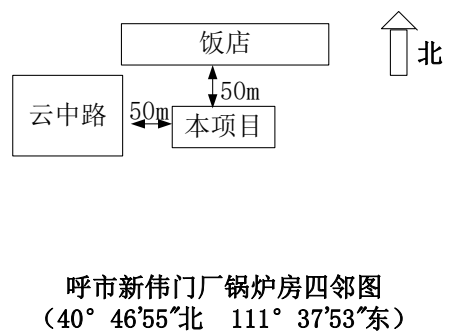 饭店
北
50m
云中路
50m
本项目
呼市新伟门厂锅炉房四邻图
（40°46′55″北 111°37′53″东）